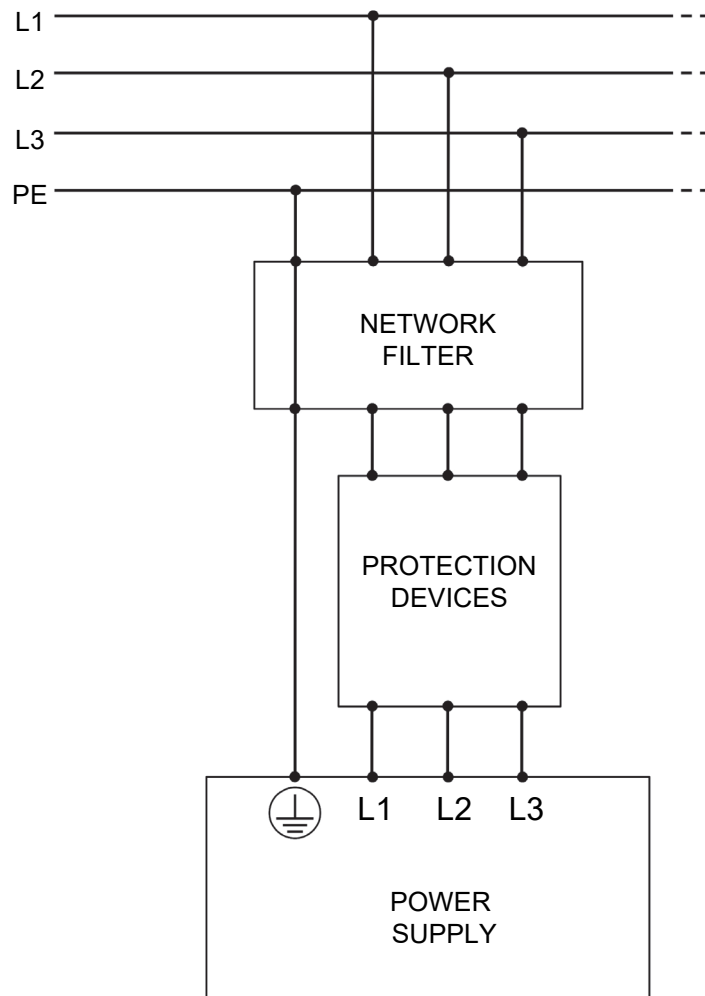 L1
L2
L3
PE
NETWORK
FILTER
PROTECTION
DEVICES
L1 L2 L3
POWER
SUPPLY